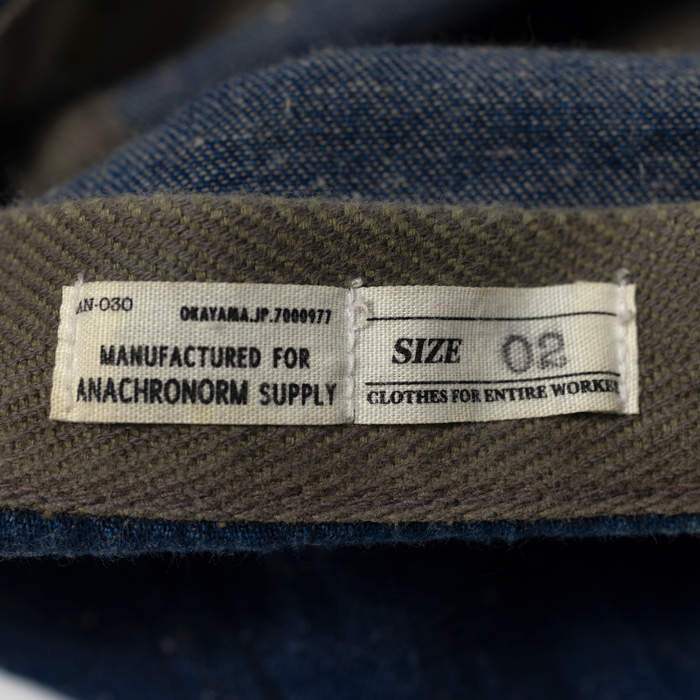 AN-030
OKAYAMA.JP.7000977
MANUFACTURED FOR
ANACHRONORM SUPPLY
SIZE 02
CLOTHES FOR ENTIRE WORKER